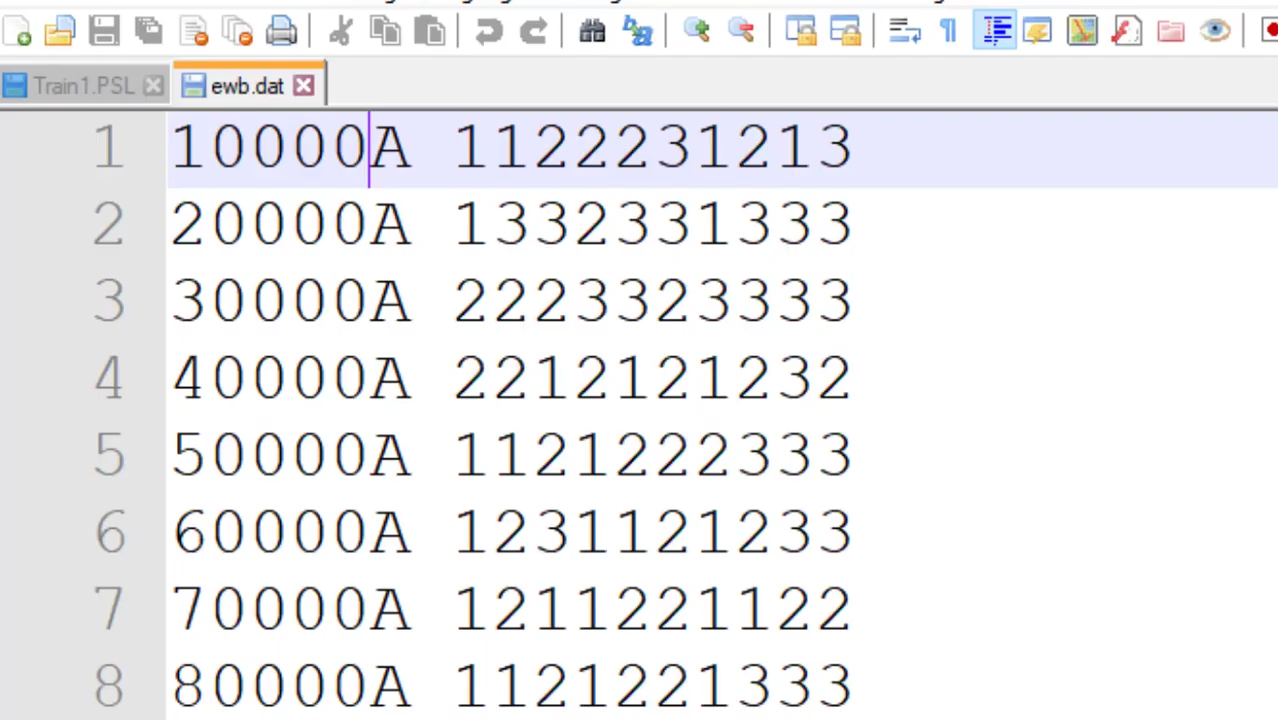 Train1.PSL ewb.dat
1 10000A 1122231213
2 20000A 1332331333
3 30000A 2223323333
4 40000A 2212121232
5 50000A 1121222333
6 60000A 1231121233
7 70000A 1211221122
8 80000A 1121221333